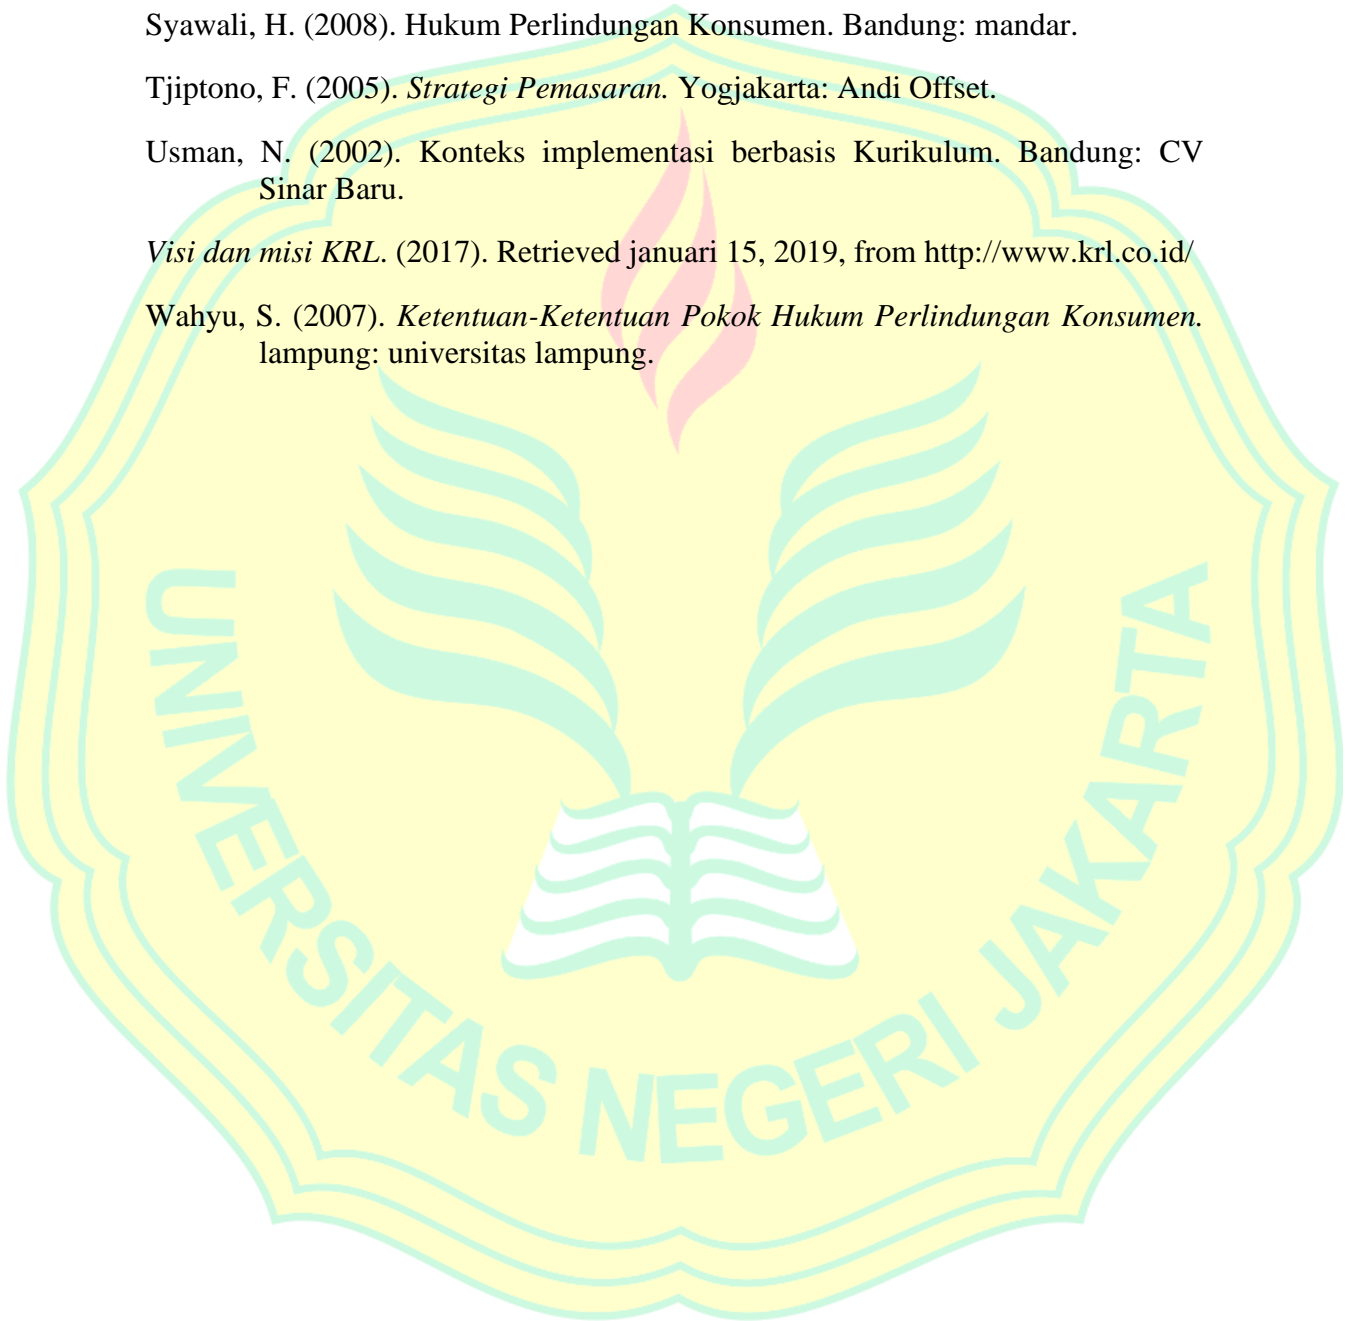 Syawali, H. (2008). Hukum Perlindungan Konsumen. Bandung: mandar.
Tjiptono, F. (2005). Strategi Pemasaran. Yogjakarta: Andi Offset.
Usman, N. (2002). Konteks implementasi berbasis Kurikulum. Bandung: CV
Sinar Baru.
Visi dan misi KRL. (2017). Retrieved januari 15, 2019, from http://www.krl.co.id/
Wahyu, S. (2007). Ketentuan-Ketentuan Pokok Hukum Perlindungan Konsumen.
lampung: universitas lampung.
UNIVERSITAS NEGERI JAKARTA